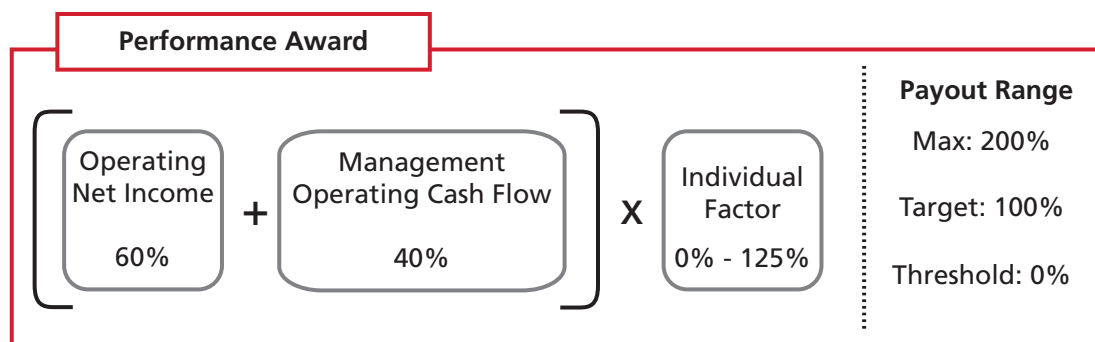 Performance Award
Operating
Net Income
60%
+
Management
Operating Cash Flow
40%
x
Individual
Factor
0% - 125%
Payout Range
Max: 200%
Target: 100%
Threshold: 0%